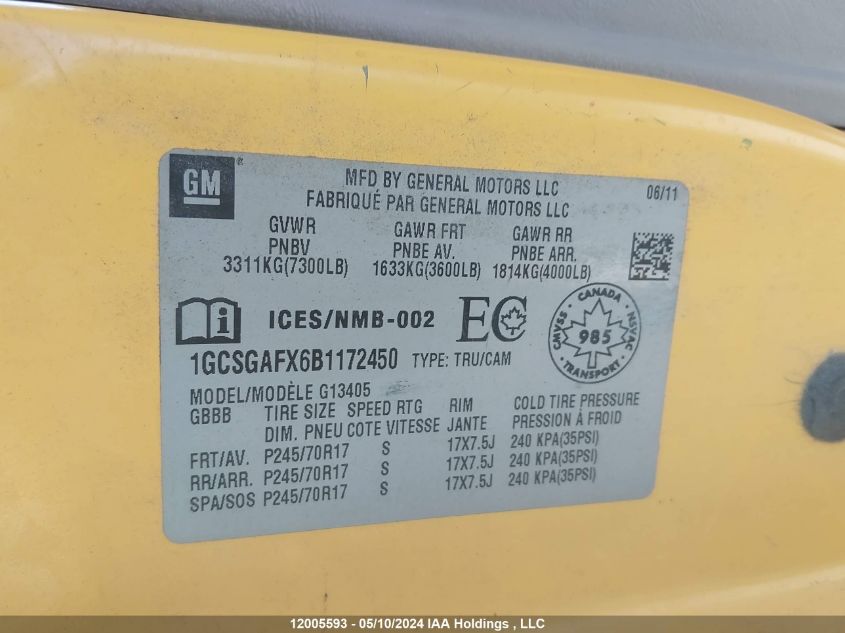 GM
MFD BY GENERAL MOTORS LLC
FABRIQUÉ PAR GENERAL MOTORS LLC
06/11
GVWR GAWR FRT GAWR RR
PNBV PNBE AV. PNBE ARR.
3311KG(7300LB) 1633KG(3600LB) 1814KG(4000LB)
i ICES/NMB-002 EC
CANADA
CMVSS NSVAC
985
TRANSPORT
1GCSGAFX6B1172450 TYPE: TRU/CAM
MODEL/MODÈLE G13405
GBBB TIRE SIZE SPEED RTG RIM COLD TIRE PRESSURE
DIM. PNEU COTE VITESSE JANTE PRESSION À FROID
FRT/AV. P245/70R17 S 17X7.5J 240 KPA(35PSI)
RR/ARR. P245/70R17 S 17X7.5J 240 KPA(35PSI)
SPA/SOS P245/70R17 S 17X7.5J 240 KPA(35PSI)
12005593 - 05/10/2024 IAA Holdings , LLC